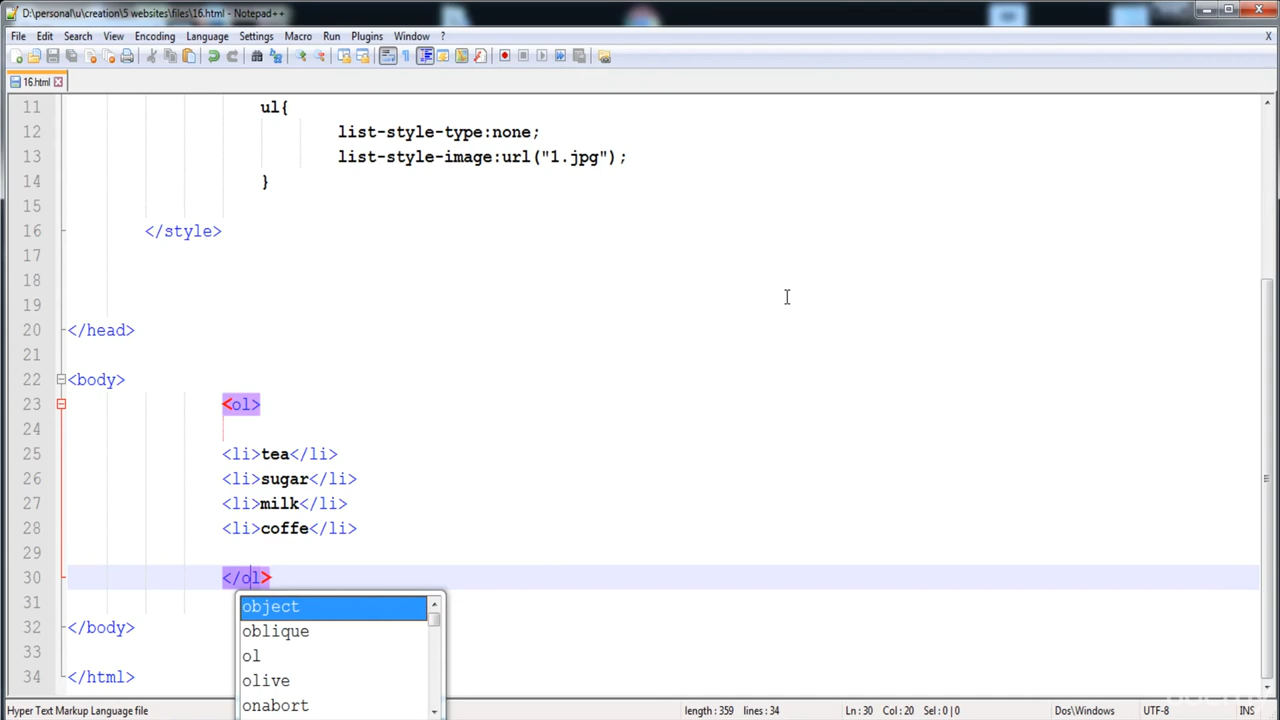 D:\personal\u\creation\5 websites\files\16.html - Notepad++
File Edit Search View Encoding Language Settings Macro Run Plugins Window ? X
16.html
11 ul{
12 list-style-type:none;
13 list-style-image:url("1.jpg");
14 }
15
16 </style>
17
18
19
20 </head>
21
22 <body>
23 <ol>
24
25 <li>tea</li>
26 <li>sugar</li>
27 <li>milk</li>
28 <li>coffe</li>
29
30 </ol>
31
32 </body>
33
34 </html>
object
oblique
ol
olive
onabort
Hyper Text Markup Language file length:359 lines:34 Ln:30 Col:20 Sel:0|0 Dos\Windows UTF-8 INS